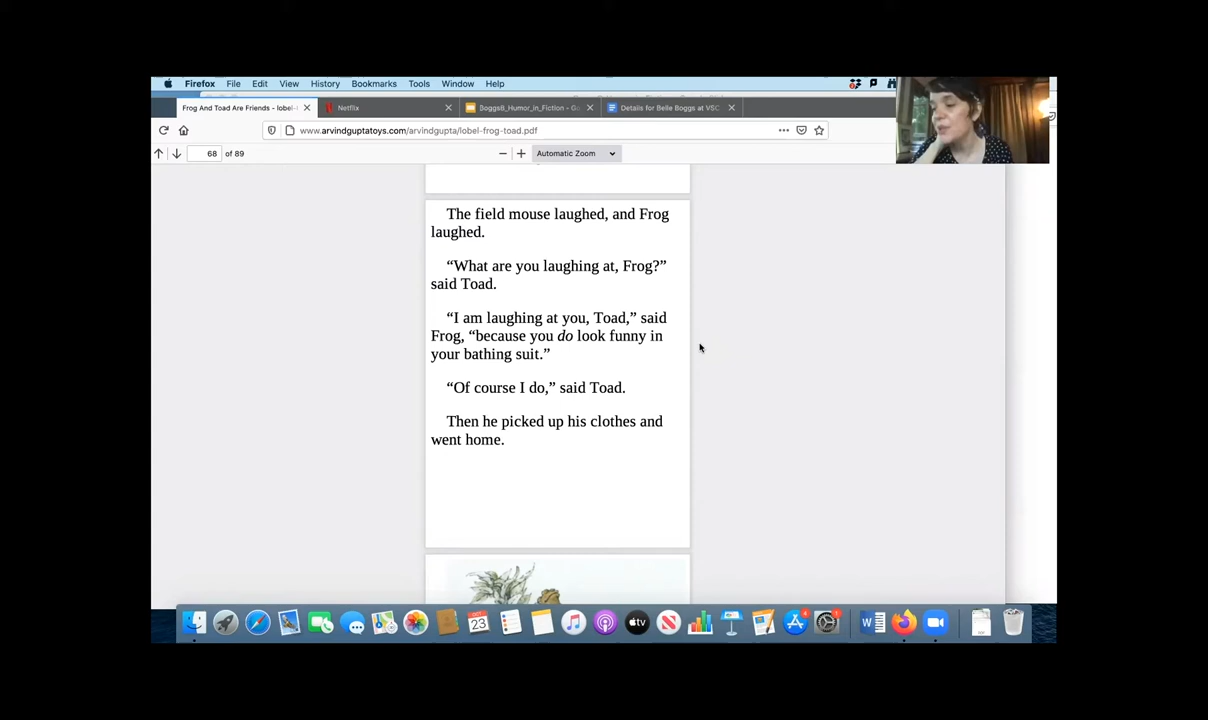 Firefox File Edit View History Bookmarks Tools Window Help
Frog And Toad Are Friends - lobel-f
Netflix
Boggs8_Humor_in_Fiction - Go
Details for Belle Boggs at VSC
www.arvindguptatoys.com/arvindgupta/lobel-frog-toad.pdf
68 of 89
Automatic Zoom
The field mouse laughed, and Frog
laughed.
“What are you laughing at, Frog?”
said Toad.
“I am laughing at you, Toad,” said
Frog, “because you do look funny in
your bathing suit.”
“Of course I do,” said Toad.
Then he picked up his clothes and
went home.
23
tv
W